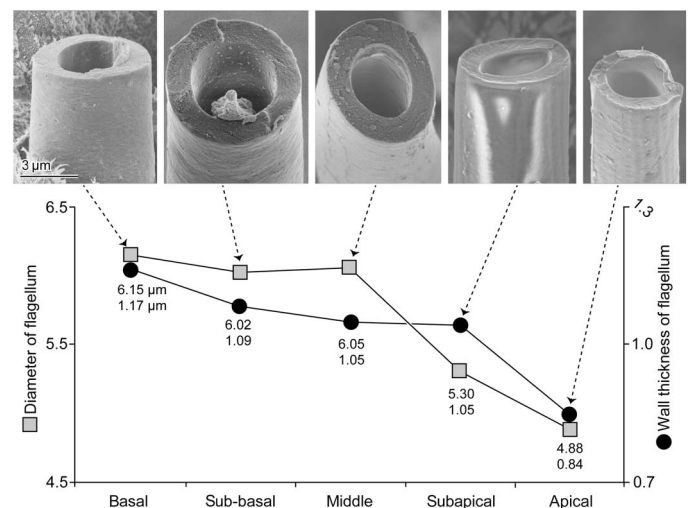 3 µm
6.5
1.3
Diameter of flagellum
Wall thickness of flagellum
6.15 µm
1.17 µm
6.02
1.09
6.05
1.05
5.5
1.0
5.30
1.05
4.88
0.84
4.5
0.7
Basal
Sub-basal
Middle
Subapical
Apical